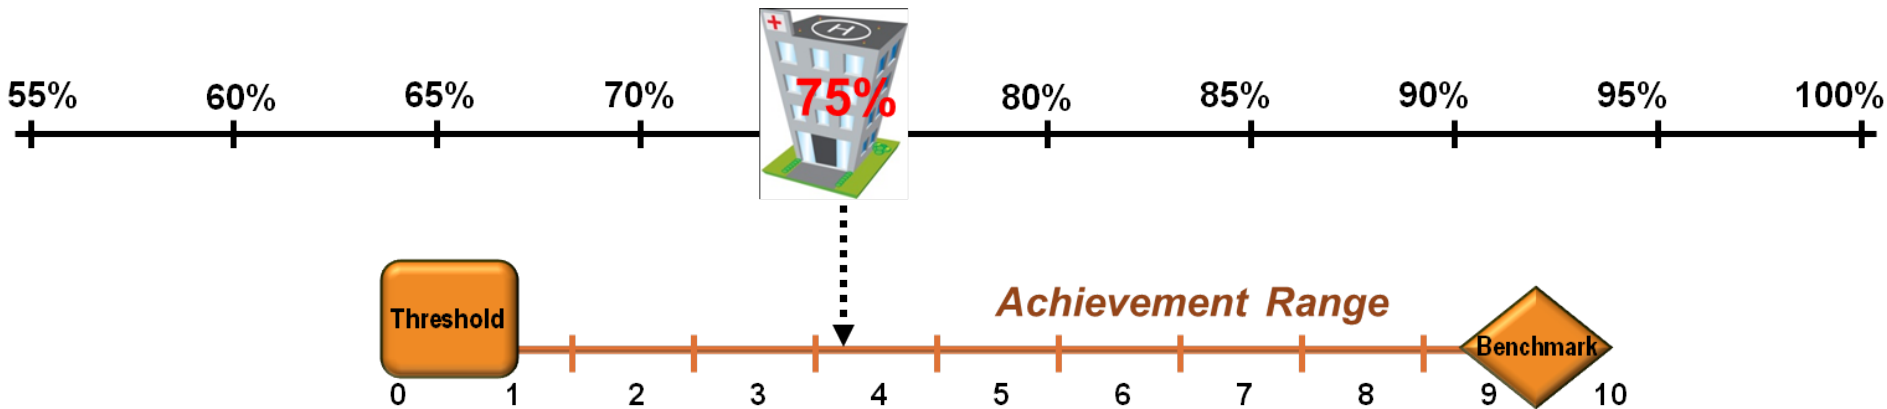 H
55% 60% 65% 70% 75% 80% 85% 90% 95% 100%
Achievement Range
Threshold
Benchmark
0 1 2 3 4 5 6 7 8 9 10